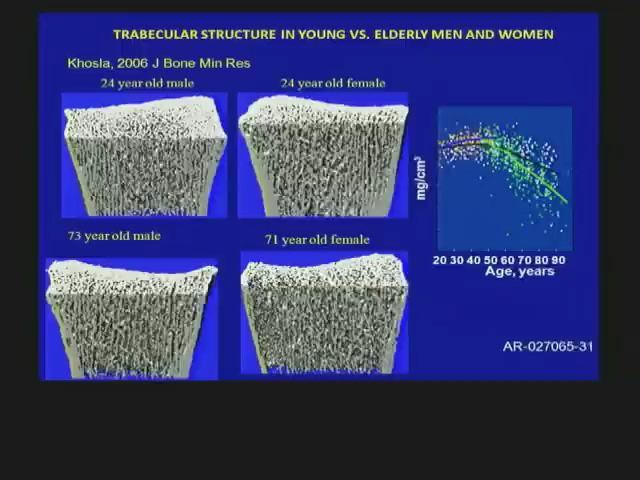 TRABECULAR STRUCTURE IN YOUNG VS. ELDERLY MEN AND WOMEN
Khosla, 2006 J Bone Min Res
24 year old male
24 year old female
73 year old male
71 year old female
mg/cm³
20 30 40 50 60 70 80 90
Age, years
AR-027065-31